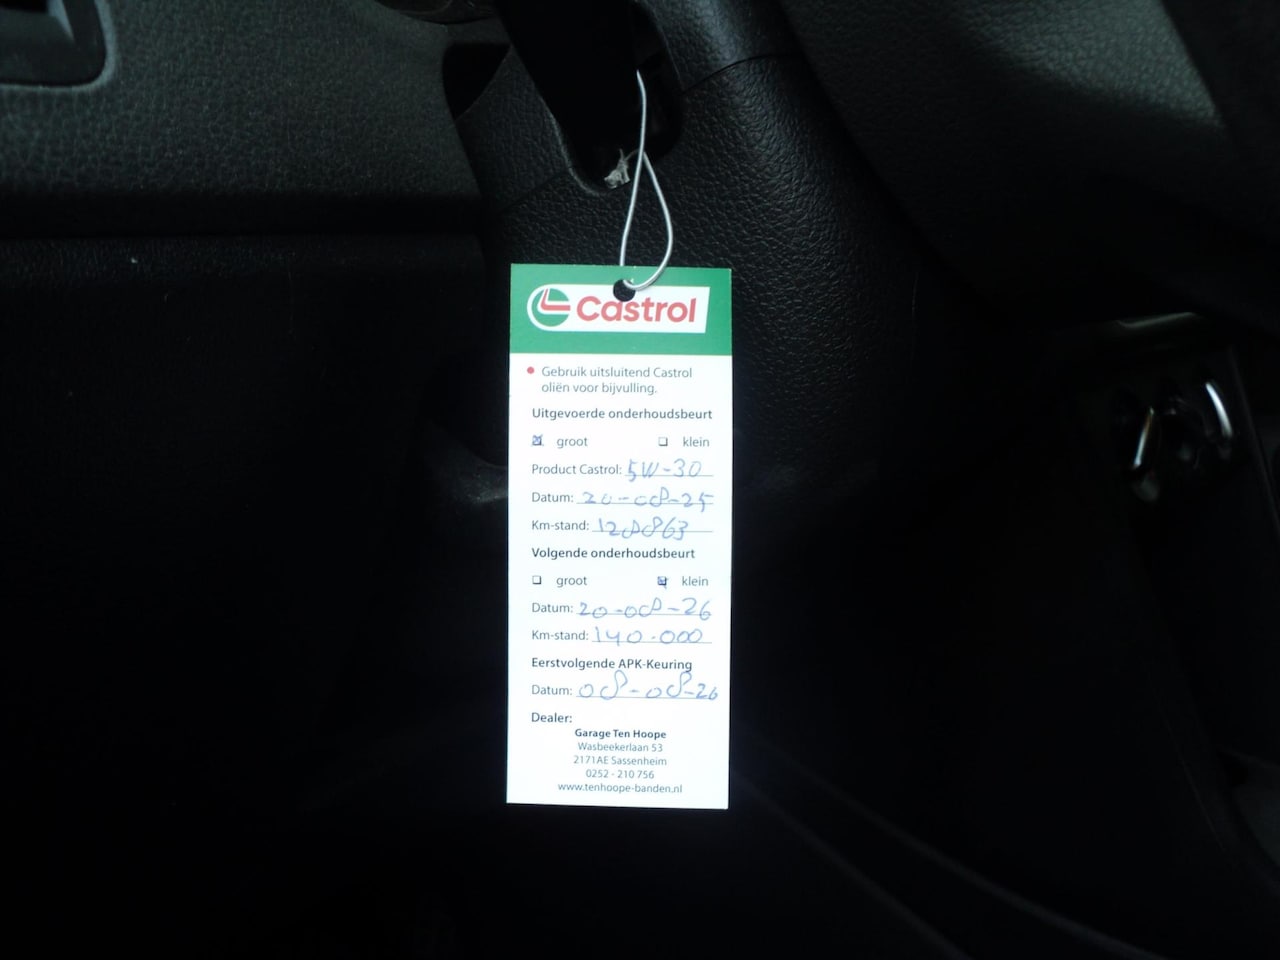 Castrol
Gebruik uitsluitend Castrol
oliën voor bijvulling.
Uitgevoerde onderhoudsbeurt
groot klein
Product Castrol: 5W-30
Datum: 20-08-25
Km-stand: 128863
Volgende onderhoudsbeurt
groot klein
Datum: 20-08-26
Km-stand: 140.000
Eerstvolgende APK-Keuring
Datum: 08-08-26
Dealer:
Garage Ten Hoope
Wasbeekerlaan 53
2171AE Sassenheim
0252 - 210 756
www.tenhoope-banden.nl